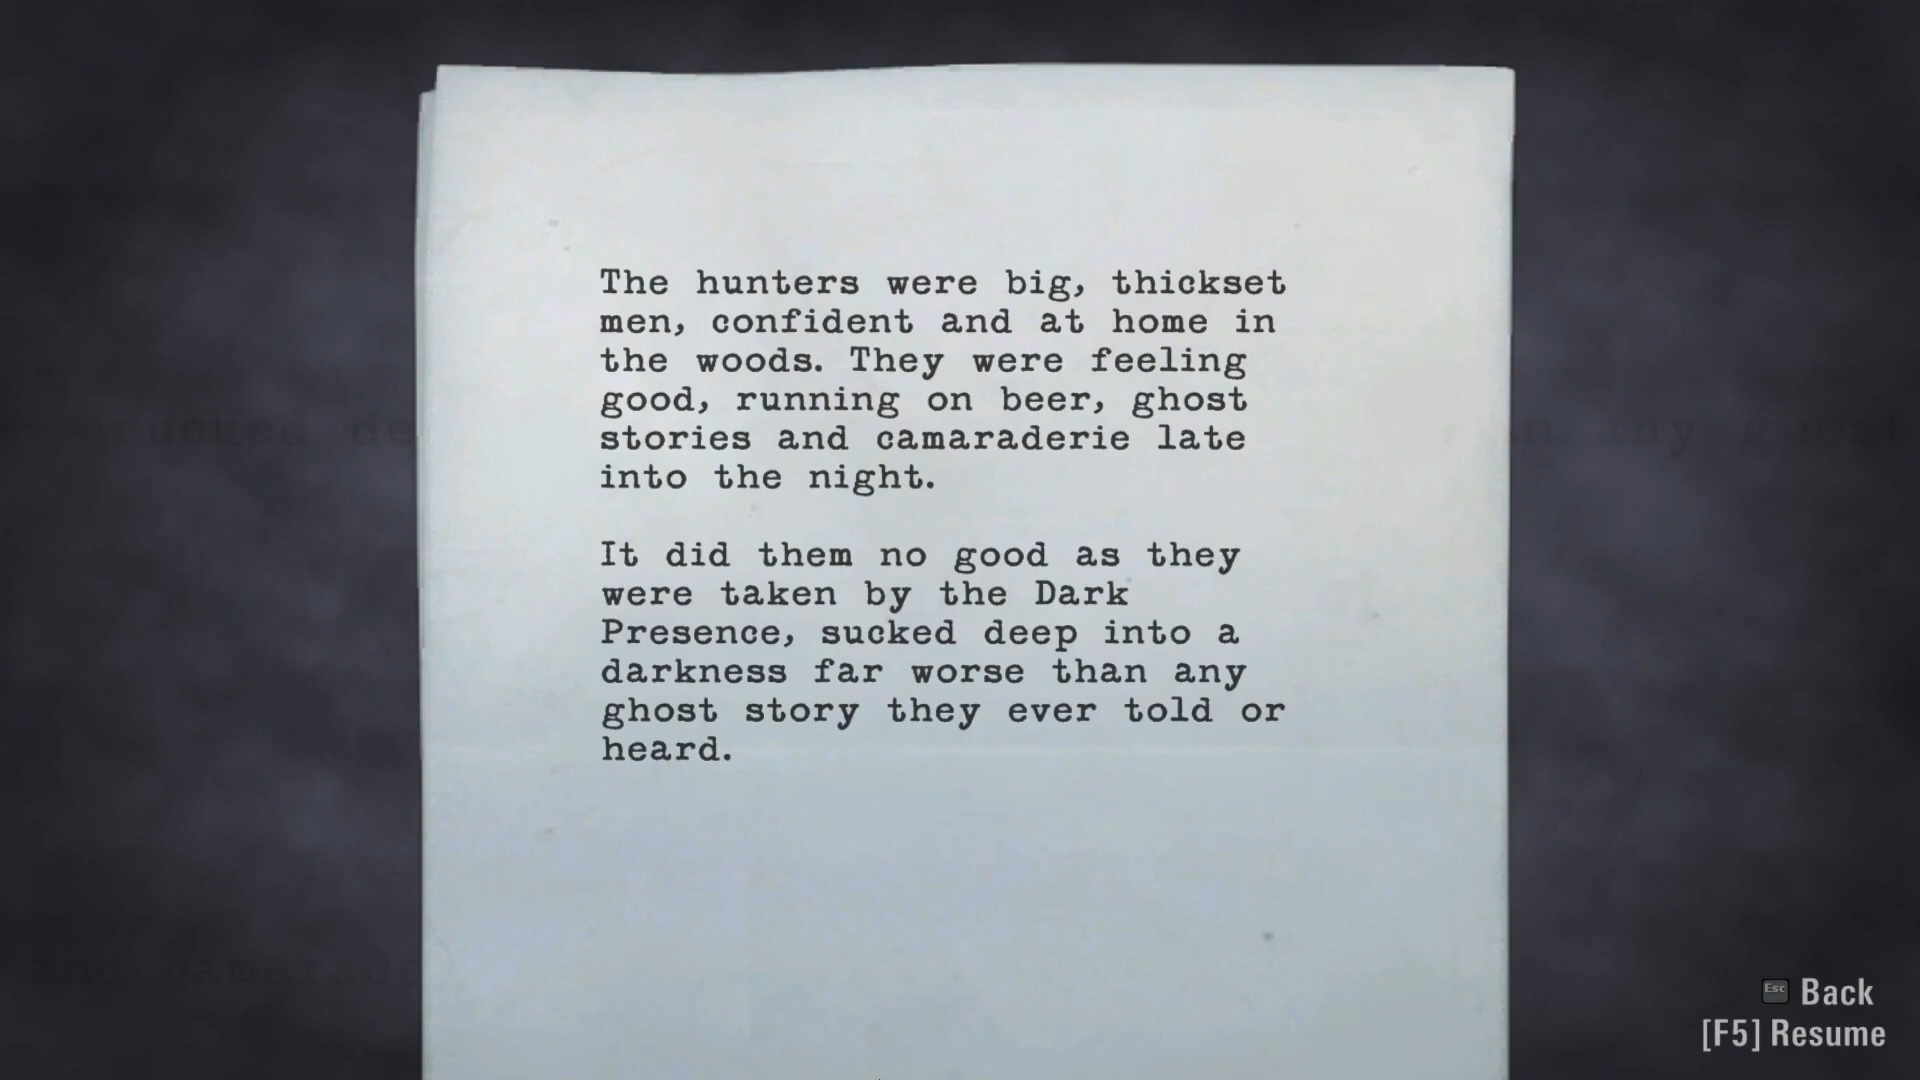 The hunters were big, thickset
men, confident and at home in
the woods. They were feeling
good, running on beer, ghost
stories and camaraderie late
into the night.
It did them no good as they
were taken by the Dark
Presence, sucked deep into a
darkness far worse than any
ghost story they ever told or
heard.
Esc Back
[F5] Resume